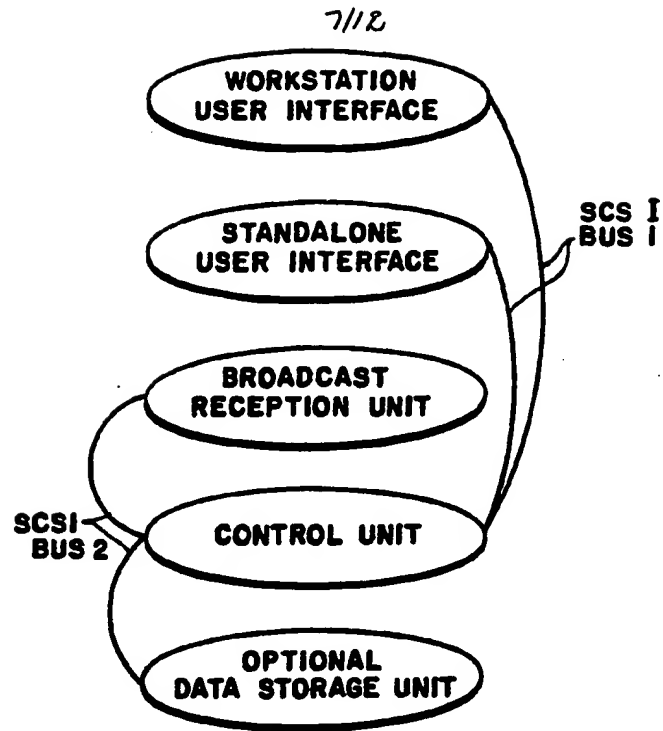 7/12
WORKSTATION
USER INTERFACE
STANDALONE
USER INTERFACE
SCS I
BUS 1
BROADCAST
RECEPTION UNIT
CONTROL UNIT
SCSI
BUS 2
OPTIONAL
DATA STORAGE UNIT